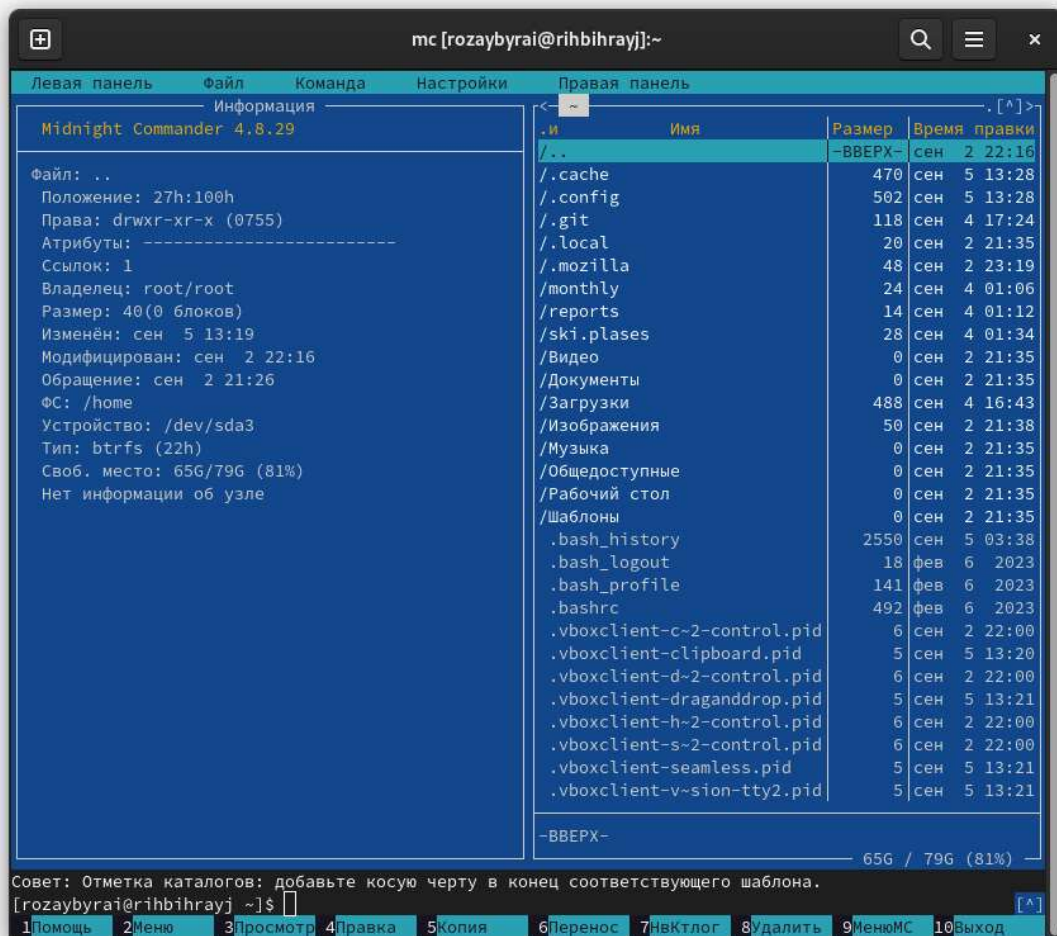 mc [rozaybyrai@rihbihrayj]:~
Левая панель Файл Команда Настройки Правая панель
Информация
Midnight Commander 4.8.29
Файл: ..
Положение: 27h:100h
Права: drwxr-xr-x (0755)
Атрибуты: -------------------------
Ссылок: 1
Владелец: root/root
Размер: 40(0 блоков)
Изменён: сен 5 13:19
Модифицирован: сен 2 22:16
Обращение: сен 2 21:26
ФС: /home
Устройство: /dev/sda3
Тип: btrfs (22h)
Своб. место: 65G/79G (81%)
Нет информации об узле
<─ ~ ─.[^]>
.и Имя Размер Время правки
/.. -ВВЕРХ- сен 2 22:16
/.cache 470 сен 5 13:28
/.config 502 сен 5 13:28
/.git 118 сен 4 17:24
/.local 20 сен 2 21:35
/.mozilla 48 сен 2 23:19
/monthly 24 сен 4 01:06
/reports 14 сен 4 01:12
/ski.plases 28 сен 4 01:34
/Видео 0 сен 2 21:35
/Документы 0 сен 2 21:35
/Загрузки 488 сен 4 16:43
/Изображения 50 сен 2 21:38
/Музыка 0 сен 2 21:35
/Общедоступные 0 сен 2 21:35
/Рабочий стол 0 сен 2 21:35
/Шаблоны 0 сен 2 21:35
.bash_history 2550 сен 5 03:38
.bash_logout 18 фев 6 2023
.bash_profile 141 фев 6 2023
.bashrc 492 фев 6 2023
.vboxclient-c~2-control.pid 6 сен 2 22:00
.vboxclient-clipboard.pid 5 сен 5 13:20
.vboxclient-d~2-control.pid 6 сен 2 22:00
.vboxclient-draganddrop.pid 5 сен 5 13:21
.vboxclient-h~2-control.pid 6 сен 2 22:00
.vboxclient-s~2-control.pid 6 сен 2 22:00
.vboxclient-seamless.pid 5 сен 5 13:21
.vboxclient-v~sion-tty2.pid 5 сен 5 13:21
-ВВЕРХ-
65G / 79G (81%)
Совет: Отметка каталогов: добавьте косую черту в конец соответствующего шаблона.
[rozaybyrai@rihbihrayj ~]$ [^]
1Помощь 2Меню 3Просмотр 4Правка 5Копия 6Перенос 7НвКтлог 8Удалить 9МенюMC 10Выход